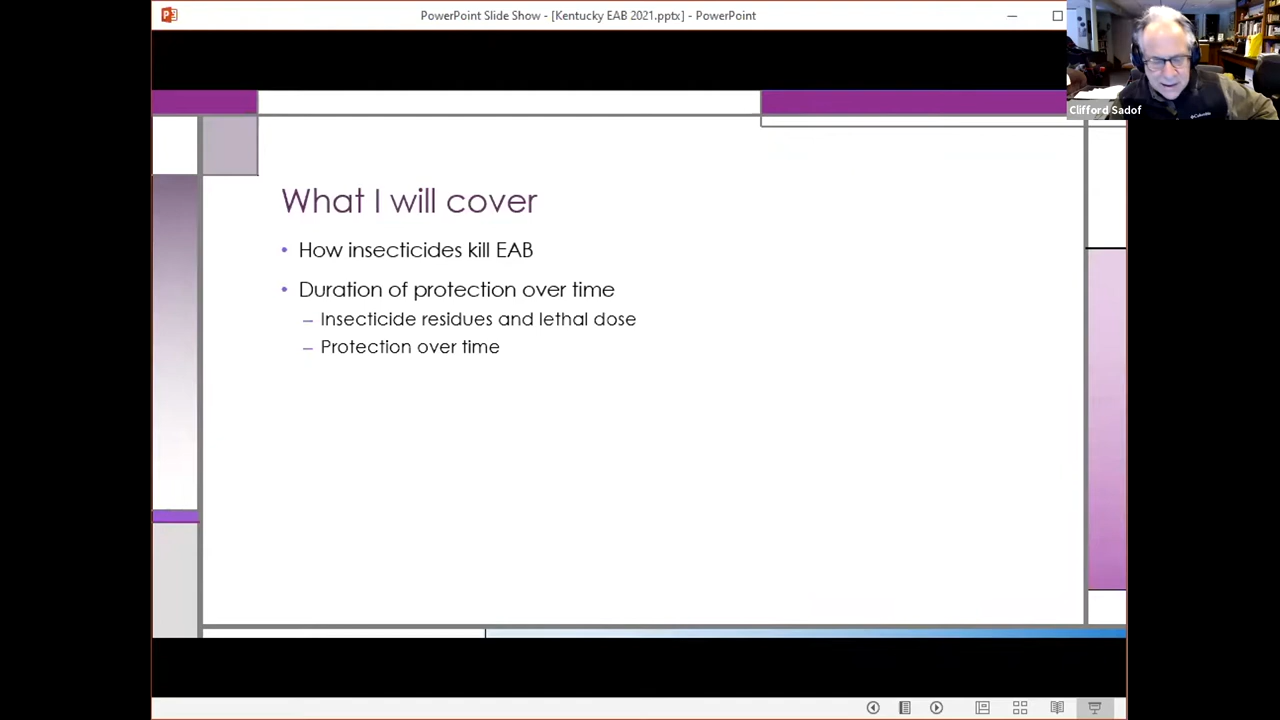 PowerPoint Slide Show - [Kentucky EAB 2021.pptx] - PowerPoint
Clifford Sadof
What I will cover
• How insecticides kill EAB
• Duration of protection over time
– Insecticide residues and lethal dose
– Protection over time